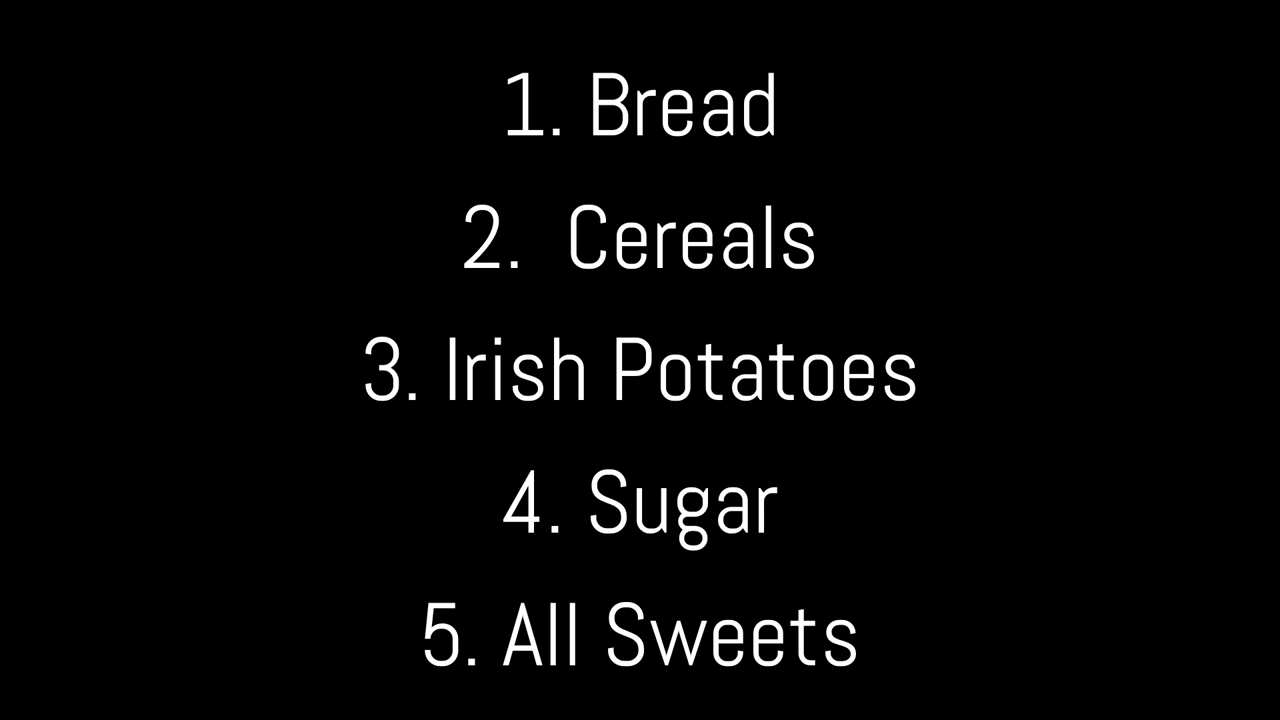 1. Bread
2.  Cereals
3. Irish Potatoes
4. Sugar
5. All Sweets